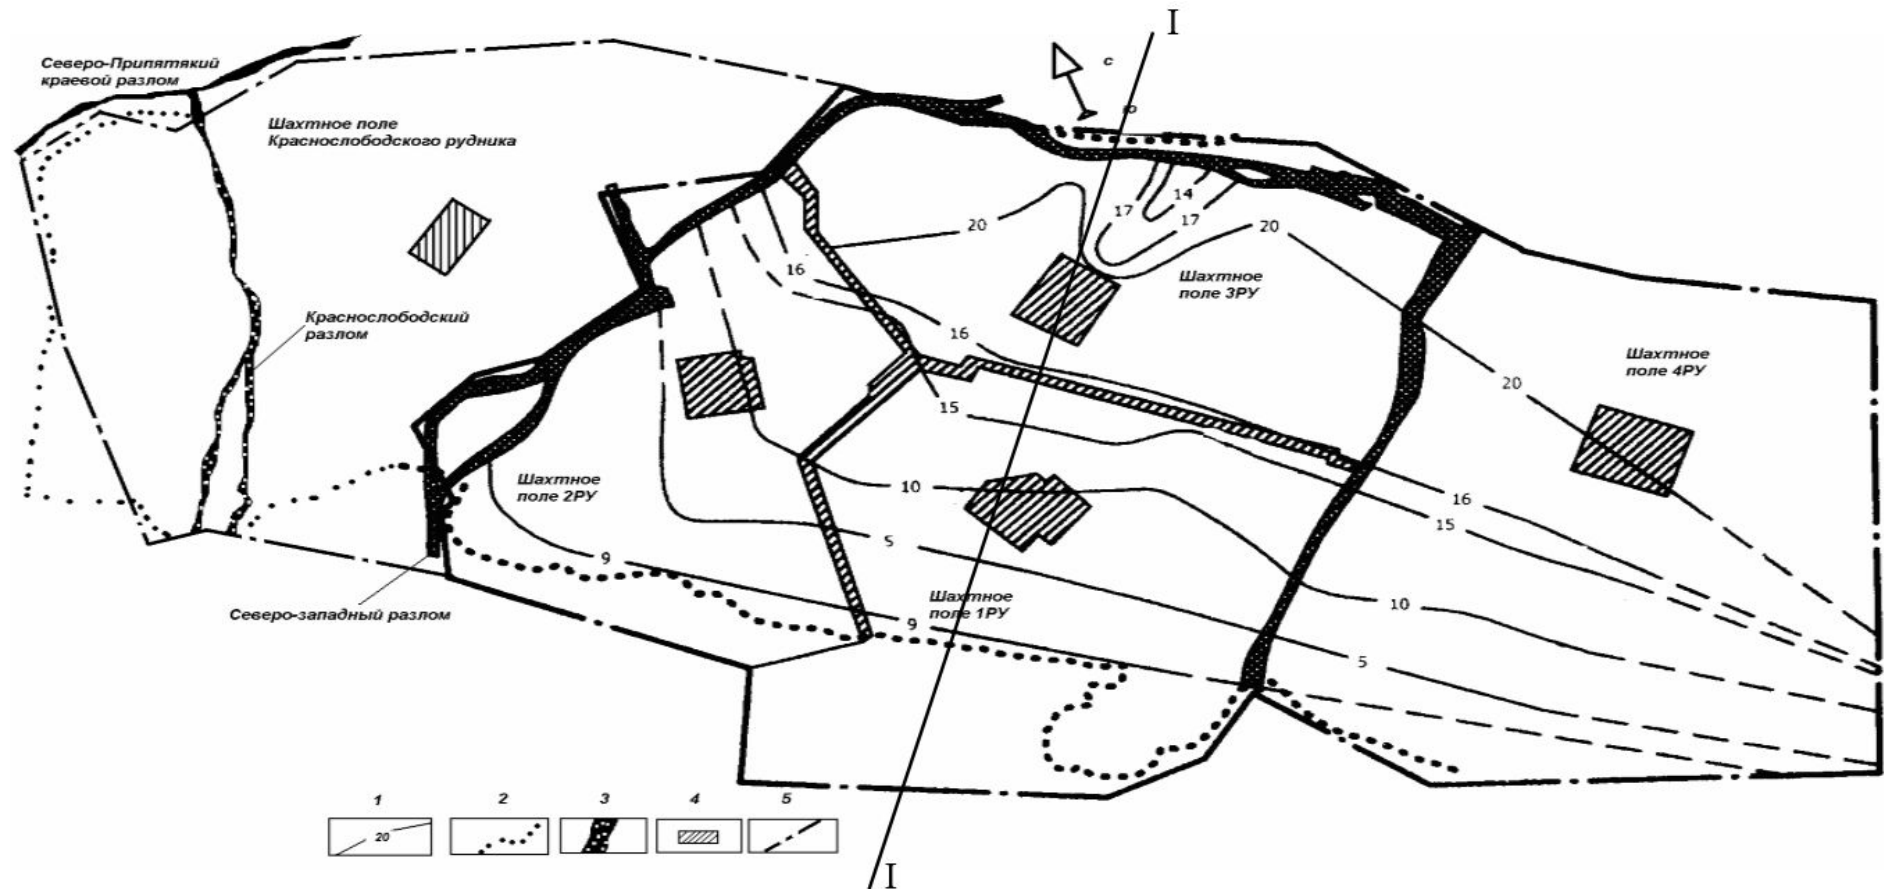 I
Северо-Припятякий
краевой разлом
с
ю
Шахтное поле
Краснослободского рудника
14
17
17
20
20
16
Шахтное
поле 3РУ
Краснослободский
разлом
16
Шахтное
поле 4РУ
20
15
Шахтное
поле 2РУ
10
16
15
5
9
Шахтное
поле 1РУ
10
Северо-западный разлом
9
5
1
2
3
4
5
20
I